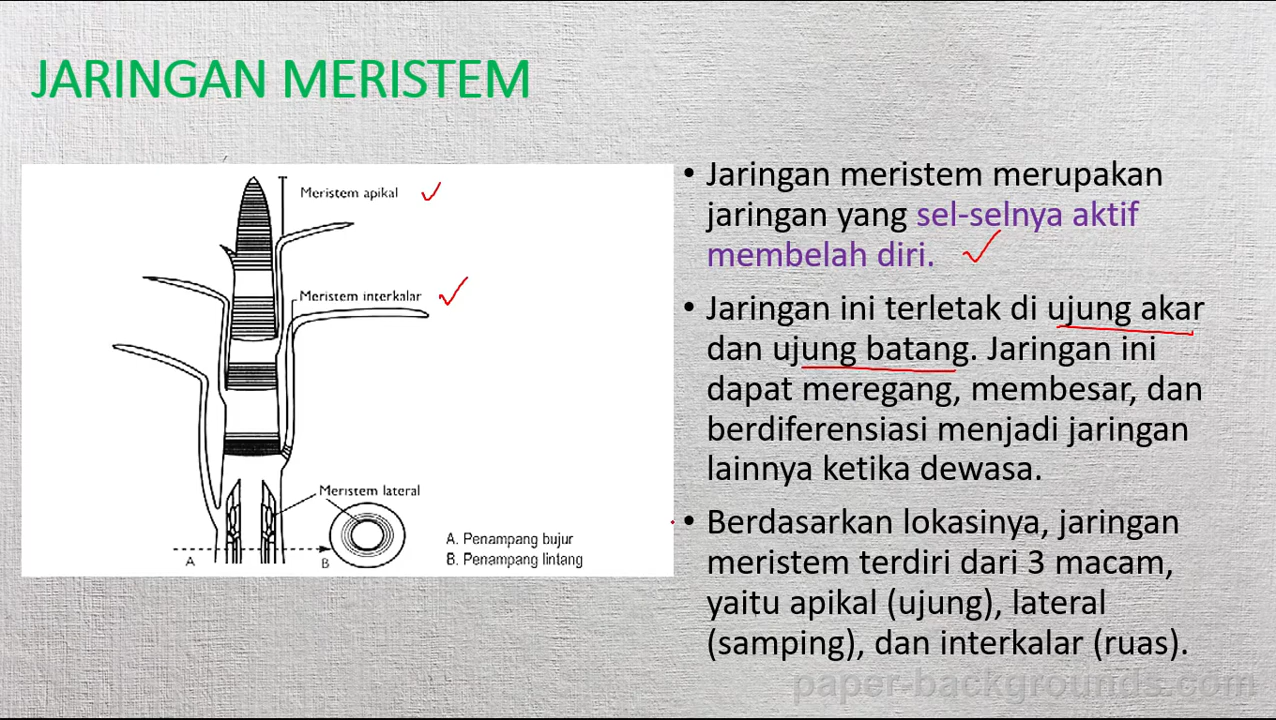 JARINGAN MERISTEM
Meristem apikal
Meristem interkalar
Meristem lateral
A
B
A. Penampang bujur
B. Penampang lintang
• Jaringan meristem merupakan
jaringan yang sel-selnya aktif
membelah diri.
• Jaringan ini terletak di ujung akar
dan ujung batang. Jaringan ini
dapat meregang, membesar, dan
berdiferensiasi menjadi jaringan
lainnya ketika dewasa.
• Berdasarkan lokasinya, jaringan
meristem terdiri dari 3 macam,
yaitu apikal (ujung), lateral
(samping), dan interkalar (ruas).
paper-backgrounds.com